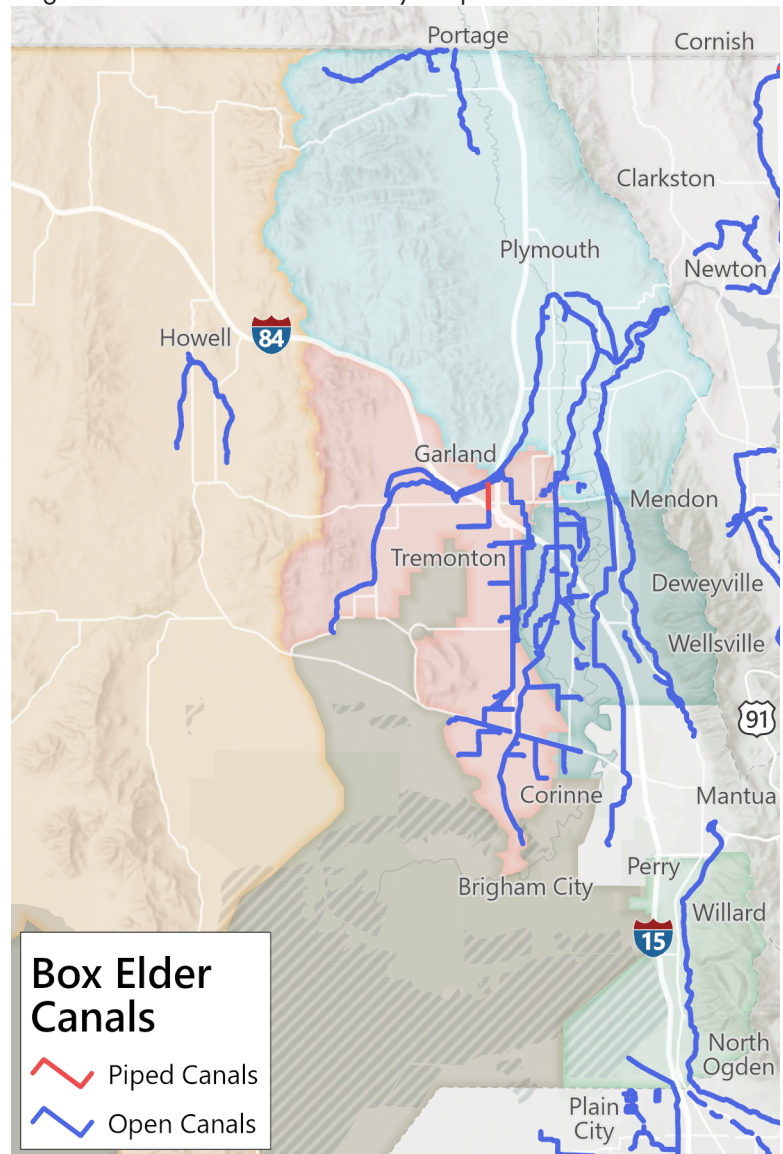 Portage
Cornish
Clarkston
Plymouth
Newton
Howell
84
Garland
Mendon
Tremonton
Deweyville
Wellsville
91
Corinne
Mantua
Perry
Brigham City
Willard
15
Box Elder
Canals
Piped Canals
Open Canals
North
Ogden
Plain
City